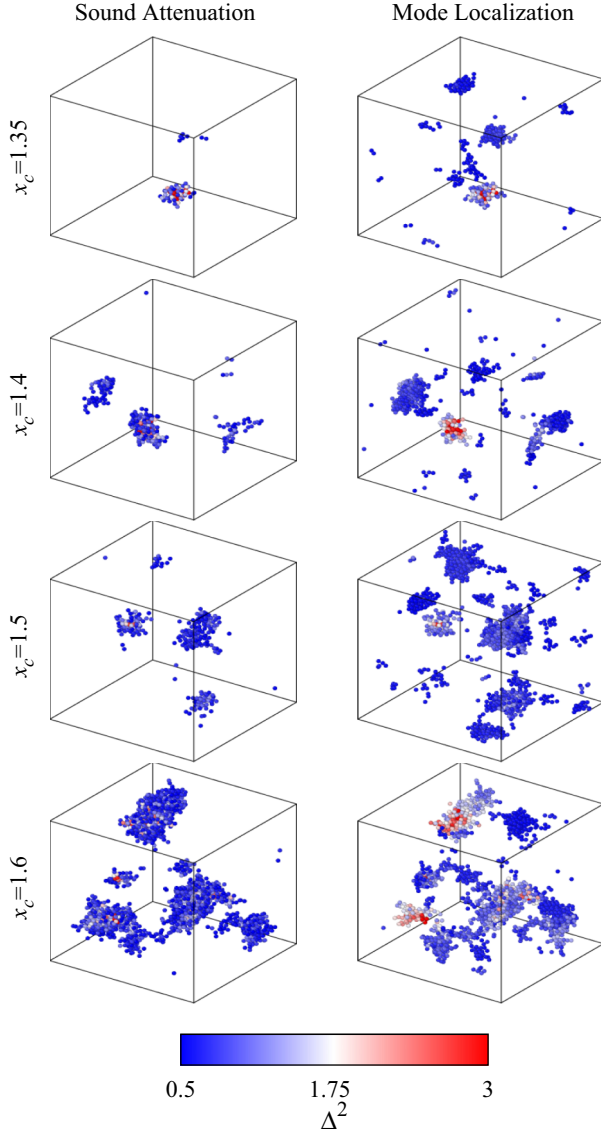 Sound Attenuation Mode Localization
x_c=1.35
x_c=1.4
x_c=1.5
x_c=1.6
0.5 1.75 3
Δ^2